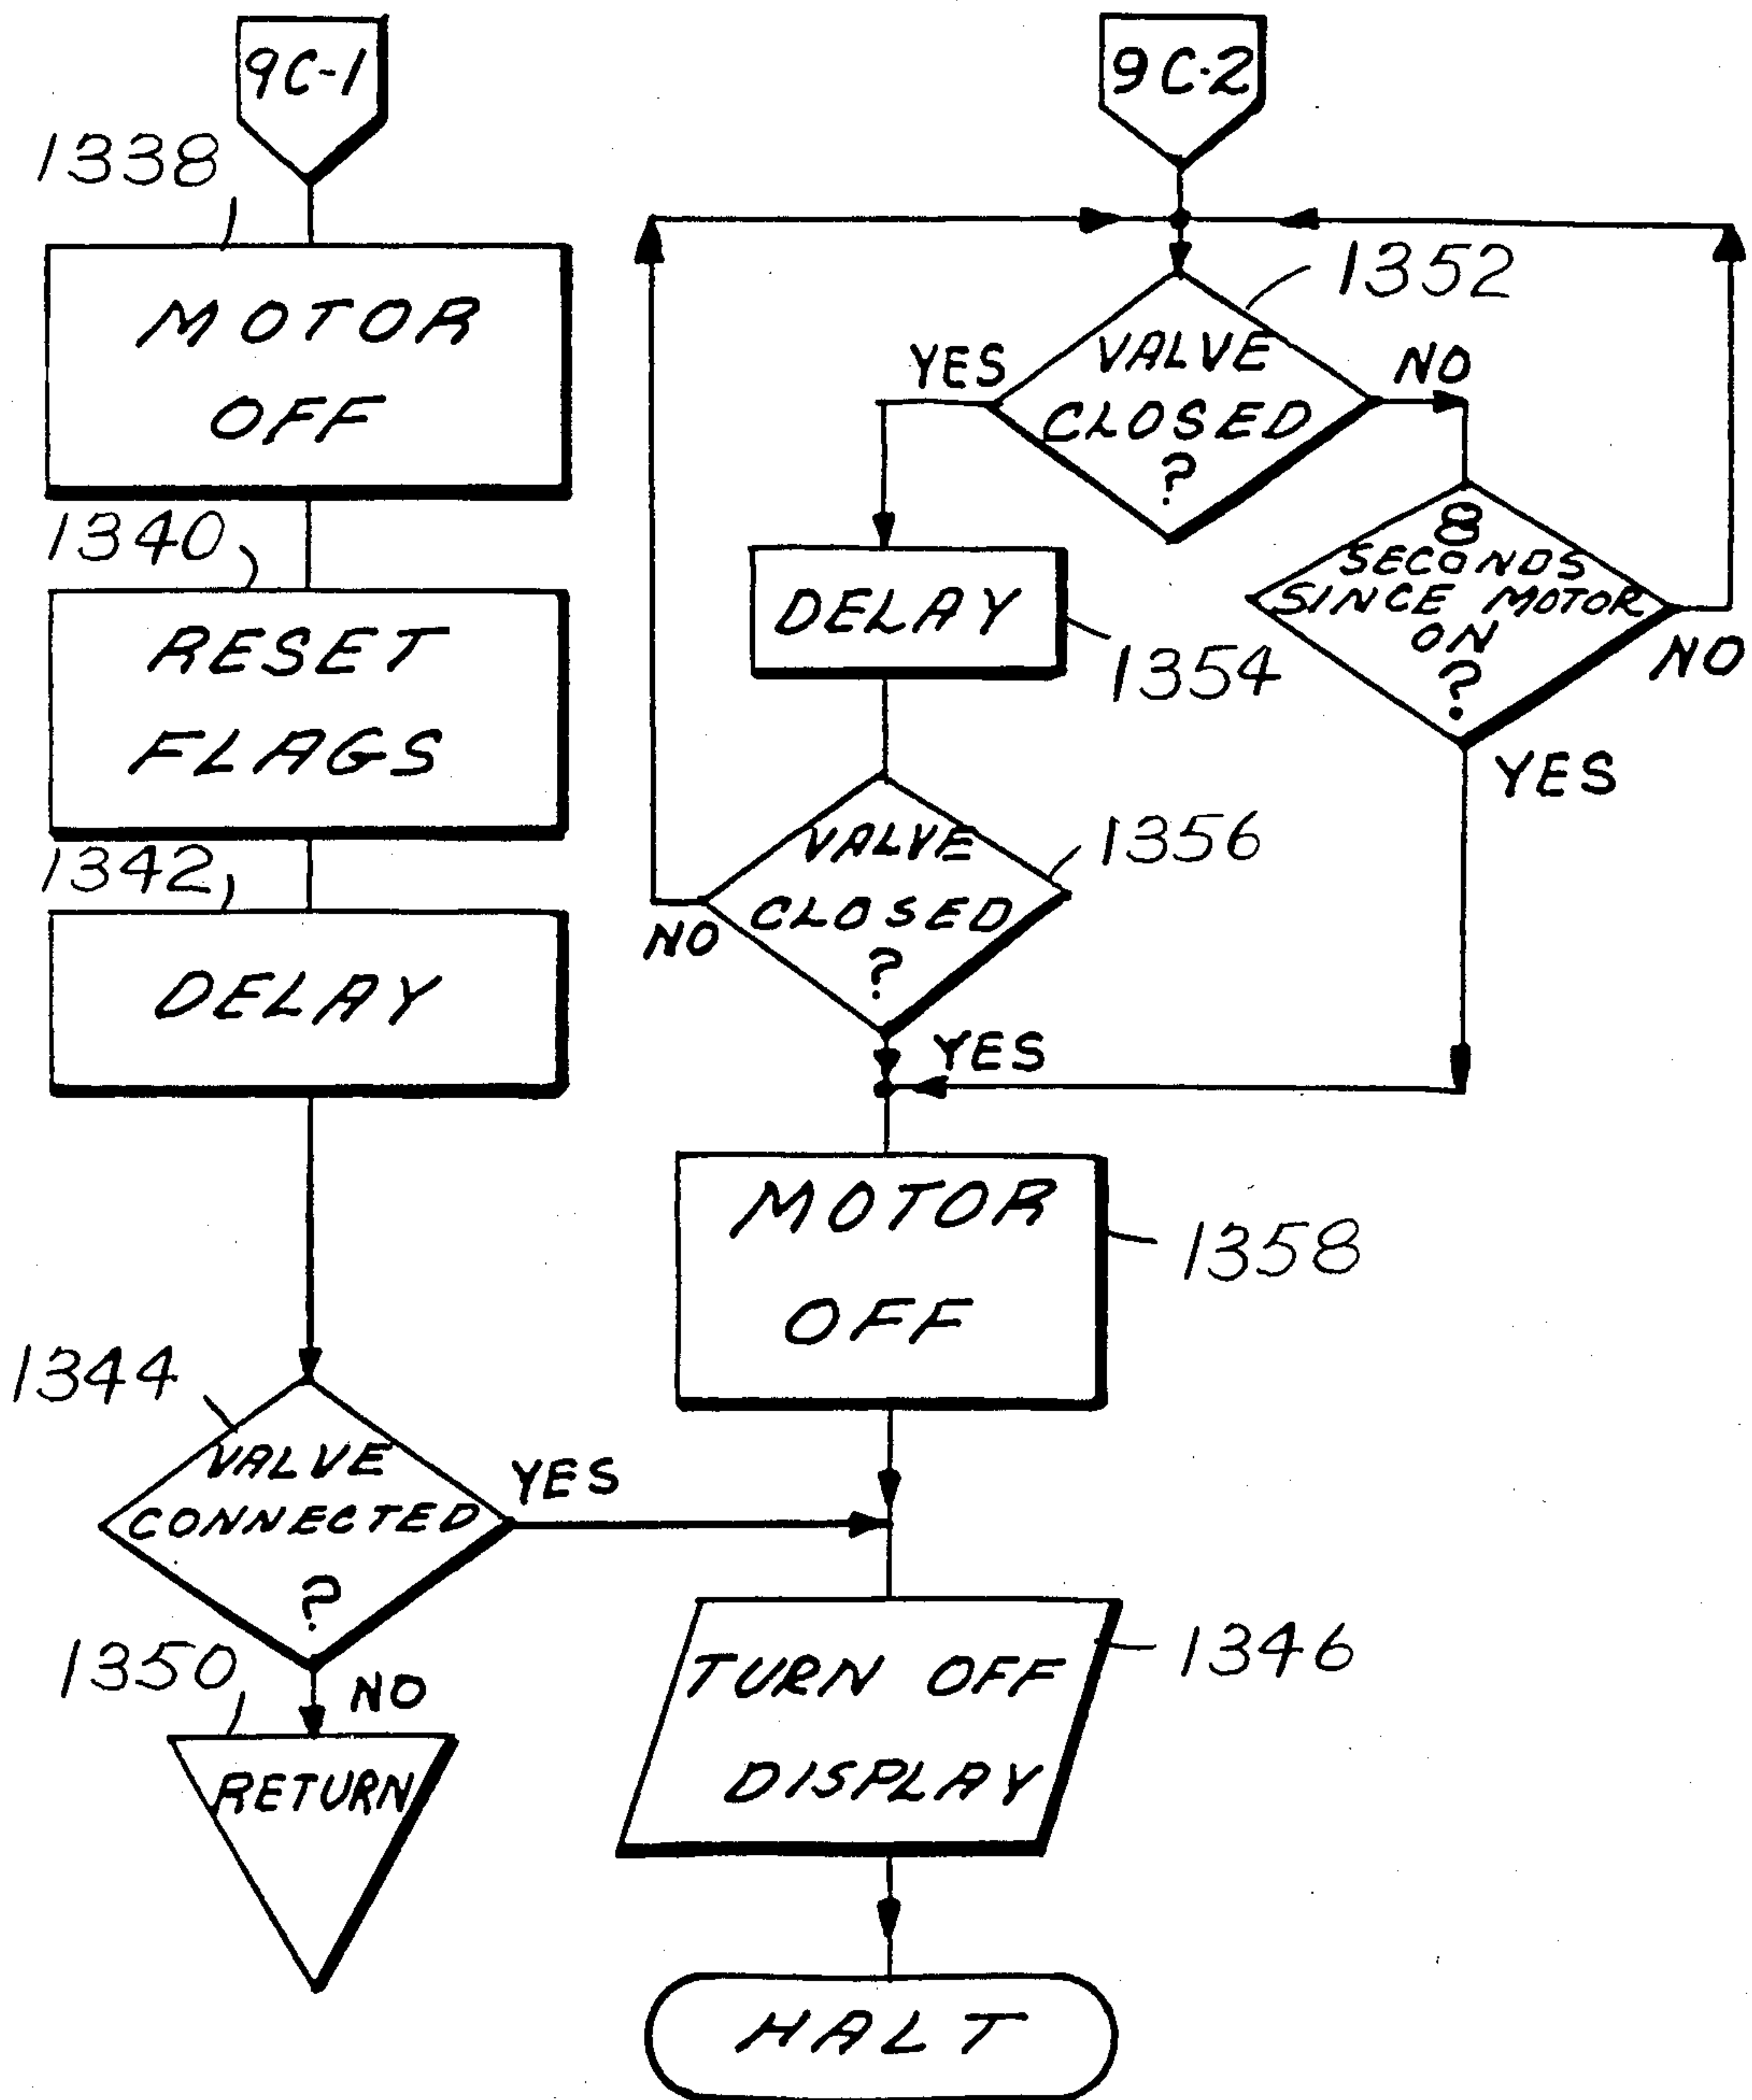 9C-1
1338
MOTOR
OFF
1340
RESET
FLAGS
1342
DELAY
1344
VALVE
CONNECTED
?
YES
1350
NO
RETURN
9C-2
1352
VALVE
CLOSED
?
YES
NO
8
SECONDS
SINCE MOTOR
ON
?
NO
YES
DELAY
1354
VALVE
CLOSED
?
1356
NO
YES
MOTOR
OFF
1358
TURN OFF
DISPLAY
1346
HALT